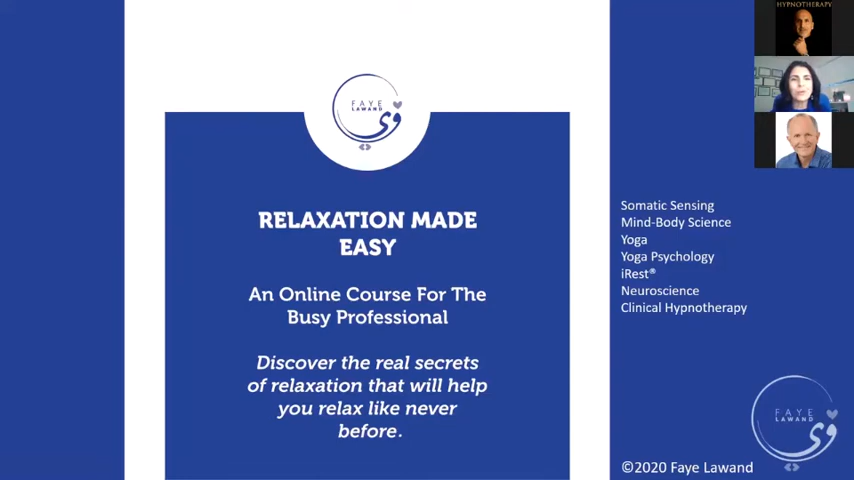 HYPNOTHERAPY
FAYE
LAWAND
RELAXATION MADE
EASY
An Online Course For The
Busy Professional
Discover the real secrets
of relaxation that will help
you relax like never
before.
Somatic Sensing
Mind-Body Science
Yoga
Yoga Psychology
iRest®
Neuroscience
Clinical Hypnotherapy
FAYE
LAWAND
©2020 Faye Lawand